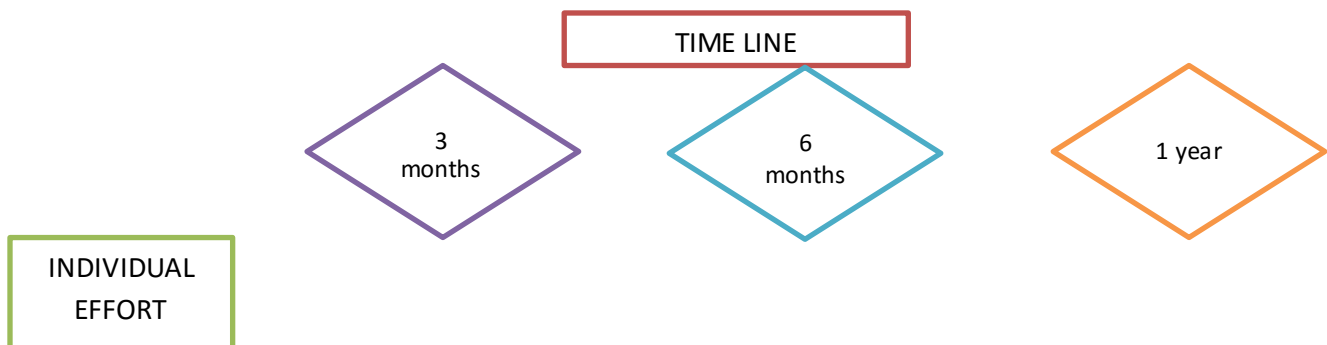 TIME LINE
3
months
6
months
1 year
INDIVIDUAL
EFFORT